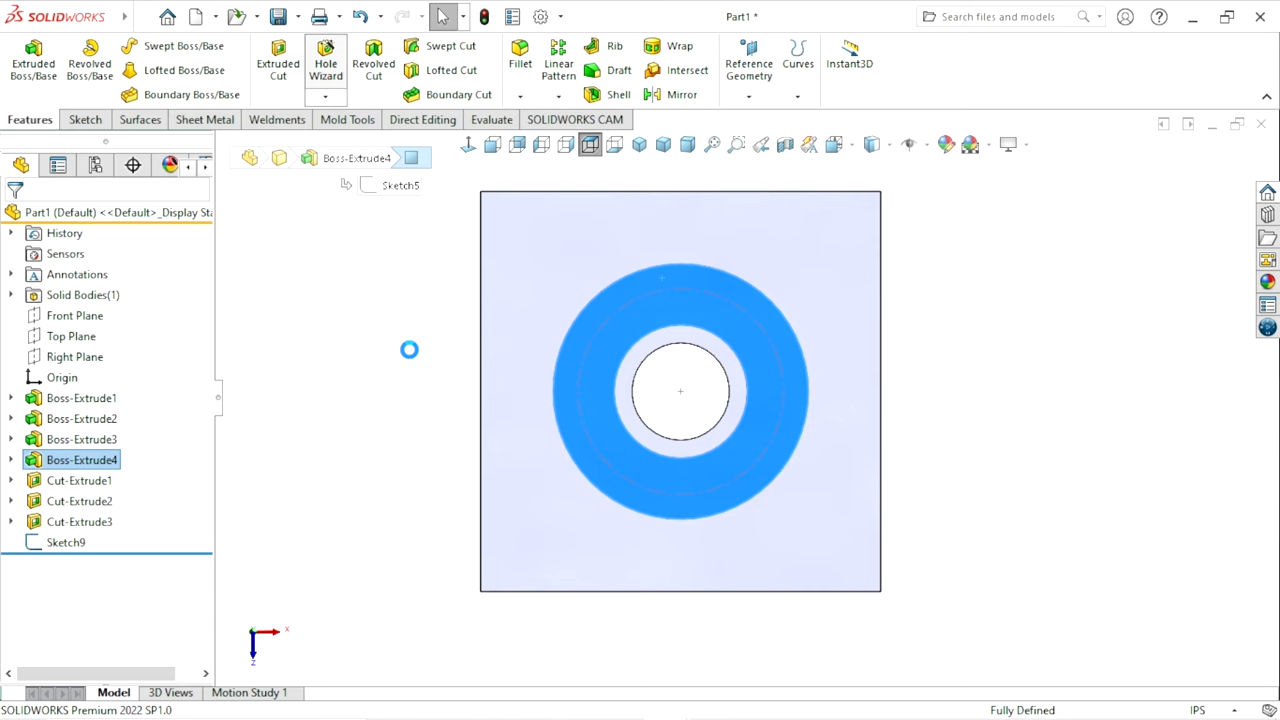 SOLIDWORKS
Part1 *
Search files and models
Extruded Boss/Base
Revolved Boss/Base
Swept Boss/Base
Lofted Boss/Base
Boundary Boss/Base
Extruded Cut
Hole Wizard
Revolved Cut
Swept Cut
Lofted Cut
Boundary Cut
Fillet
Linear Pattern
Rib
Draft
Shell
Wrap
Intersect
Mirror
Reference Geometry
Curves
Instant3D
Features
Sketch
Surfaces
Sheet Metal
Weldments
Mold Tools
Direct Editing
Evaluate
SOLIDWORKS CAM
Boss-Extrude4
Sketch5
Part1 (Default) <<Default>_Display Sta
History
Sensors
Annotations
Solid Bodies(1)
Front Plane
Top Plane
Right Plane
Origin
Boss-Extrude1
Boss-Extrude2
Boss-Extrude3
Boss-Extrude4
Cut-Extrude1
Cut-Extrude2
Cut-Extrude3
Sketch9
X
Z
Model
3D Views
Motion Study 1
SOLIDWORKS Premium 2022 SP1.0
Fully Defined
IPS